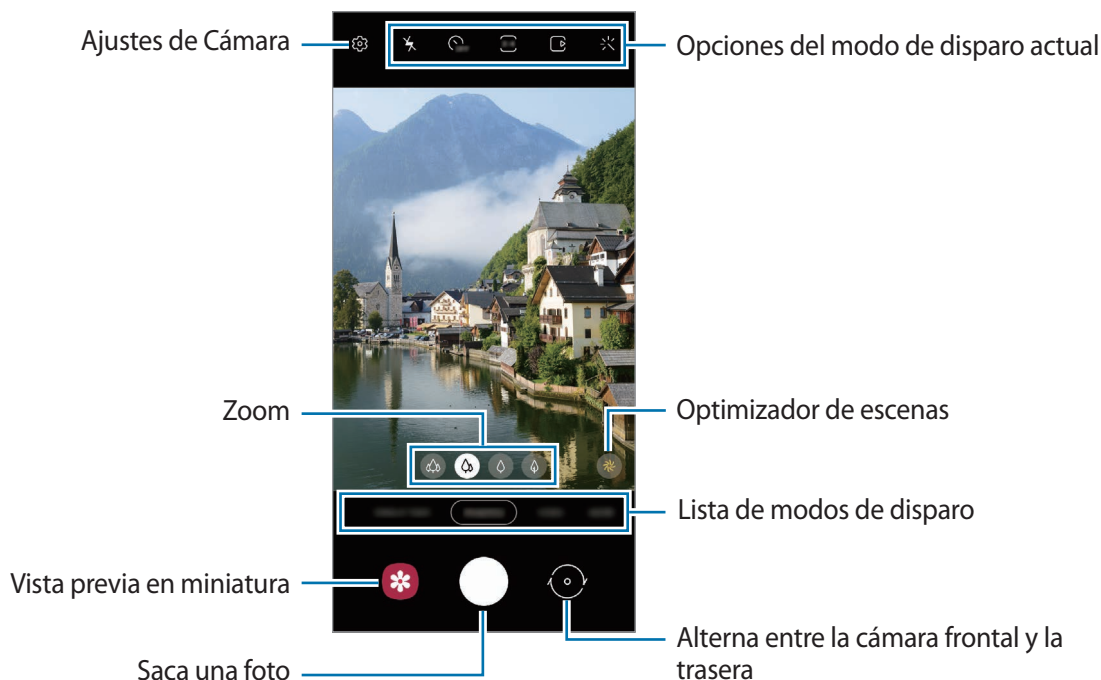 Ajustes de Cámara
Opciones del modo de disparo actual
Zoom
Optimizador de escenas
Lista de modos de disparo
Vista previa en miniatura
Saca una foto
Alterna entre la cámara frontal y la
trasera